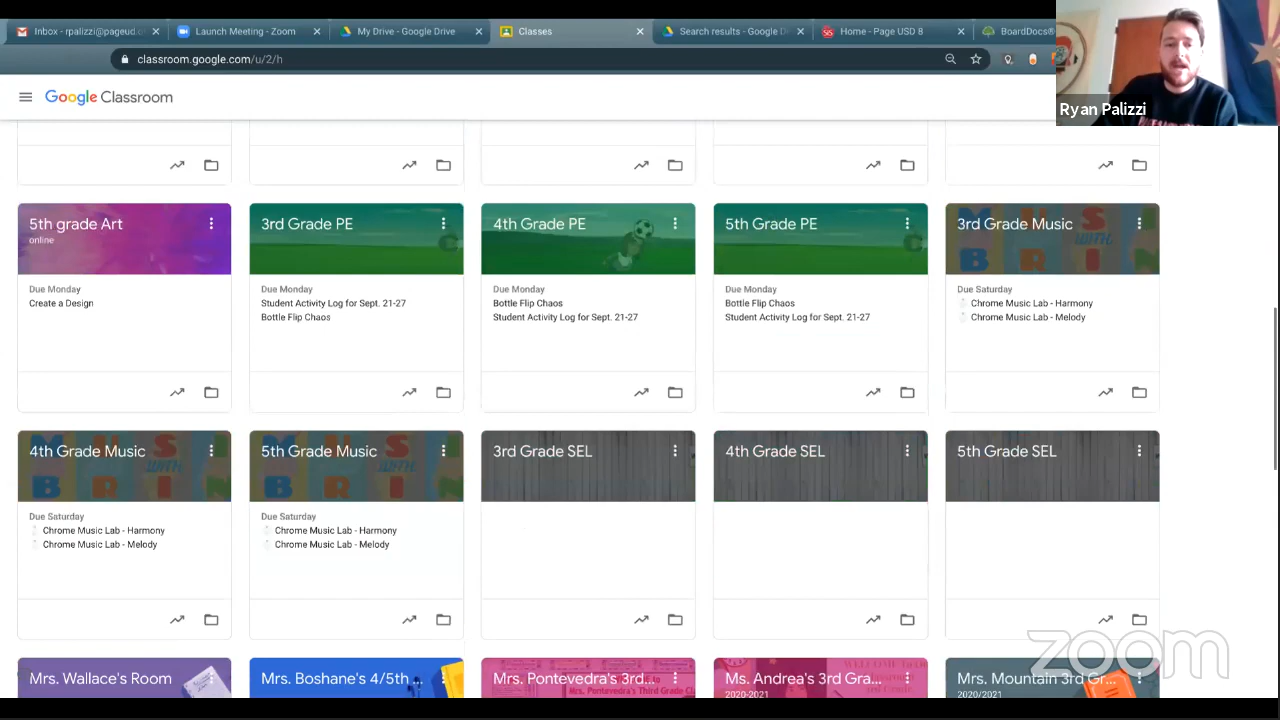 Inbox - rpalizzi@pageud.
Launch Meeting - Zoom
My Drive - Google Drive
Classes
Search results - Google
Home - Page USD 8
BoardDocs®
classroom.google.com/u/2/h
Ryan Palizzi
Google Classroom
5th grade Art
online
Due Monday
Create a Design
3rd Grade PE
Due Monday
Student Activity Log for Sept. 21-27
Bottle Flip Chaos
4th Grade PE
Due Monday
Bottle Flip Chaos
Student Activity Log for Sept. 21-27
5th Grade PE
Due Monday
Bottle Flip Chaos
Student Activity Log for Sept. 21-27
3rd Grade Music
Due Saturday
Chrome Music Lab - Harmony
Chrome Music Lab - Melody
4th Grade Music
Due Saturday
Chrome Music Lab - Harmony
Chrome Music Lab - Melody
5th Grade Music
Due Saturday
Chrome Music Lab - Harmony
Chrome Music Lab - Melody
3rd Grade SEL
4th Grade SEL
5th Grade SEL
Mrs. Wallace's Room
Mrs. Boshane's 4/5th ...
Mrs. Pontevedra's 3rd...
Mrs. Pontevedra's Third Grade
Ms. Andrea's 3rd Gra...
2020-2021
Mrs. Mountain 3rd Gr...
2020/2021
zoom